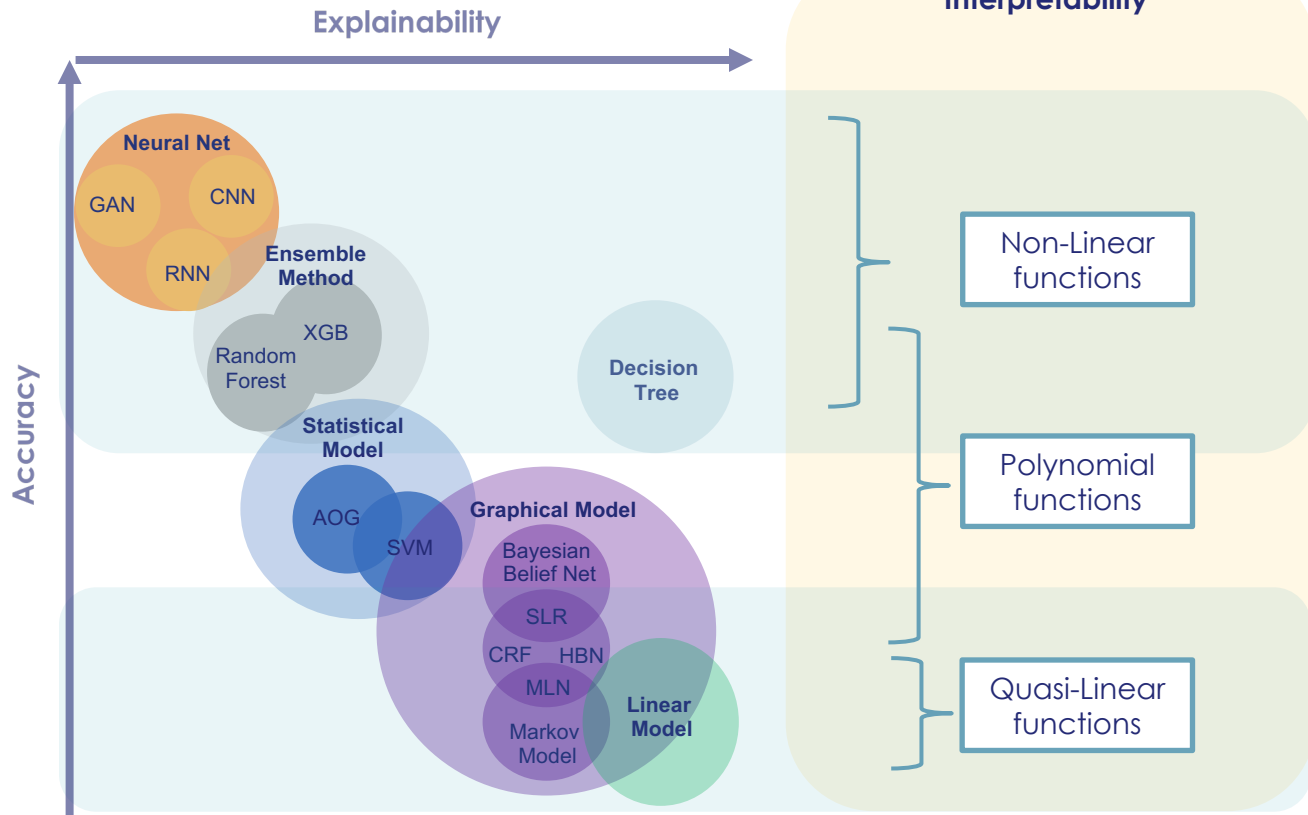 Interpretability
Explainability
Accuracy
Neural Net
GAN
CNN
RNN
Ensemble
Method
XGB
Random
Forest
Decision
Tree
Statistical
Model
AOG
SVM
Graphical Model
Bayesian
Belief Net
SLR
CRF
HBN
MLN
Markov
Model
Linear
Model
Non-Linear
functions
Polynomial
functions
Quasi-Linear
functions